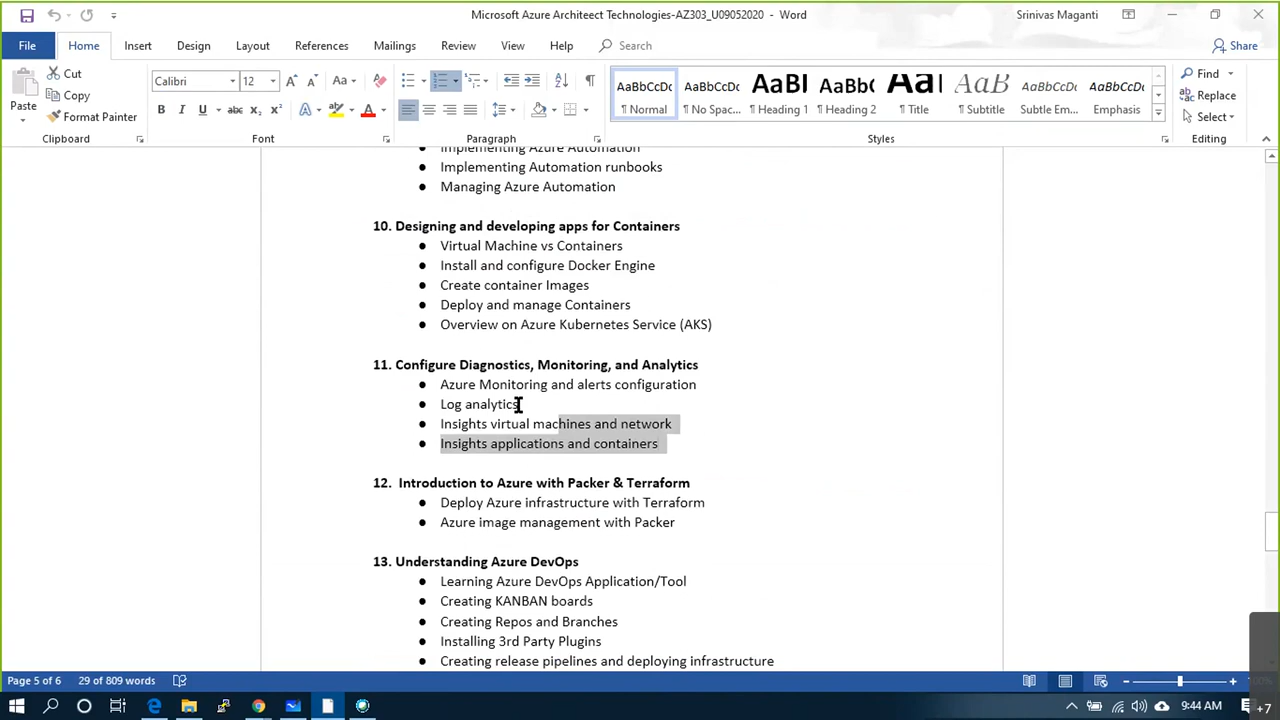 Microsoft Azure Architeect Technologies-AZ303_U09052020 - Word
Srinivas Maganti
File Home Insert Design Layout References Mailings Review View Help Search Share
Paste
Cut
Copy
Format Painter
Clipboard
Calibri 12 Aa A
B I U abc x₂ x² A A
Font
Paragraph
AaBbCcDc AaBbCcDc AaBl AaBb( AaI AaB AaBbCcDc AaBbCcDc
¶ Normal ¶ No Spac... ¶ Heading 1 ¶ Heading 2 ¶ Title ¶ Subtitle Subtle Em... Emphasis
Styles
Find
Replace
Select
Editing
Implementing Azure Automation
● Implementing Automation runbooks
● Managing Azure Automation
10. Designing and developing apps for Containers
● Virtual Machine vs Containers
● Install and configure Docker Engine
● Create container Images
● Deploy and manage Containers
● Overview on Azure Kubernetes Service (AKS)
11. Configure Diagnostics, Monitoring, and Analytics
● Azure Monitoring and alerts configuration
● Log analytics
● Insights virtual machines and network
● Insights applications and containers
12. Introduction to Azure with Packer & Terraform
● Deploy Azure infrastructure with Terraform
● Azure image management with Packer
13. Understanding Azure DevOps
● Learning Azure DevOps Application/Tool
● Creating KANBAN boards
● Creating Repos and Branches
● Installing 3rd Party Plugins
● Creating release pipelines and deploying infrastructure
Page 5 of 6 29 of 809 words
9:44 AM
+7